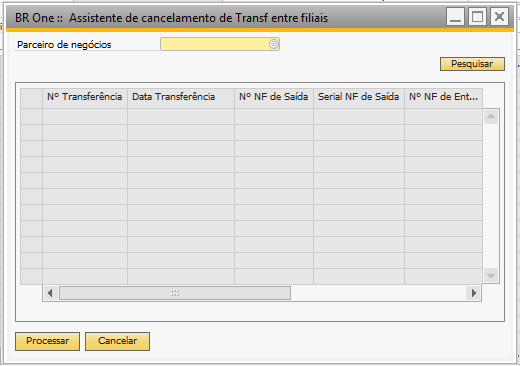 BR One :: Assistente de cancelamento de Transf entre filiais
Parceiro de negócios
Pesquisar
Nº Transferência Data Transferência Nº NF de Saída Serial NF de Saída Nº NF de Ent...
Processar Cancelar